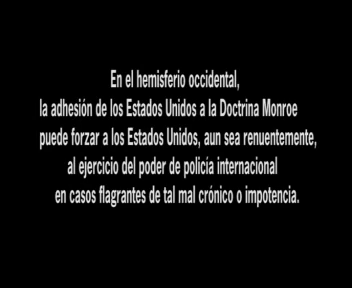 En el hemisferio occidental,
la adhesión de los Estados Unidos a la Doctrina Monroe
puede forzar a los Estados Unidos, aun sea renuentemente,
al ejercicio del poder de policía internacional
en casos flagrantes de tal mal crónico o impotencia.